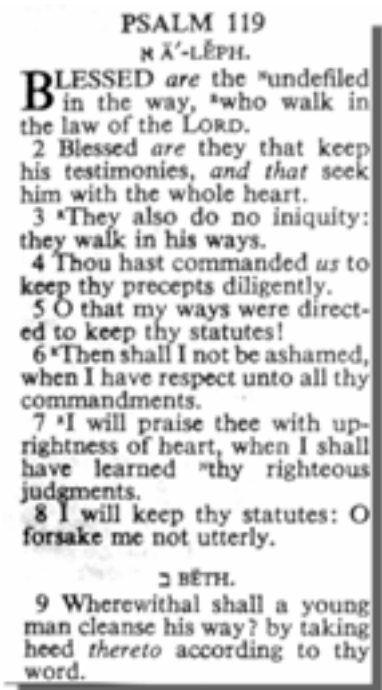 PSALM 119
א Ā′-LĔPH.
BLESSED are the ᴺundefiled
in the way, ᴿwho walk in
the law of the LORD.
2 Blessed are they that keep
his testimonies, and that seek
him with the whole heart.
3 ᴿThey also do no iniquity:
they walk in his ways.
4 Thou hast commanded us to
keep thy precepts diligently.
5 O that my ways were direct-
ed to keep thy statutes!
6 ᴿThen shall I not be ashamed,
when I have respect unto all thy
commandments.
7 ᴿI will praise thee with up-
rightness of heart, when I shall
have learned ᴺthy righteous
judgments.
8 I will keep thy statutes: O
forsake me not utterly.
ב BĒTH.
9 Wherewithal shall a young
man cleanse his way? by taking
heed thereto according to thy
word.